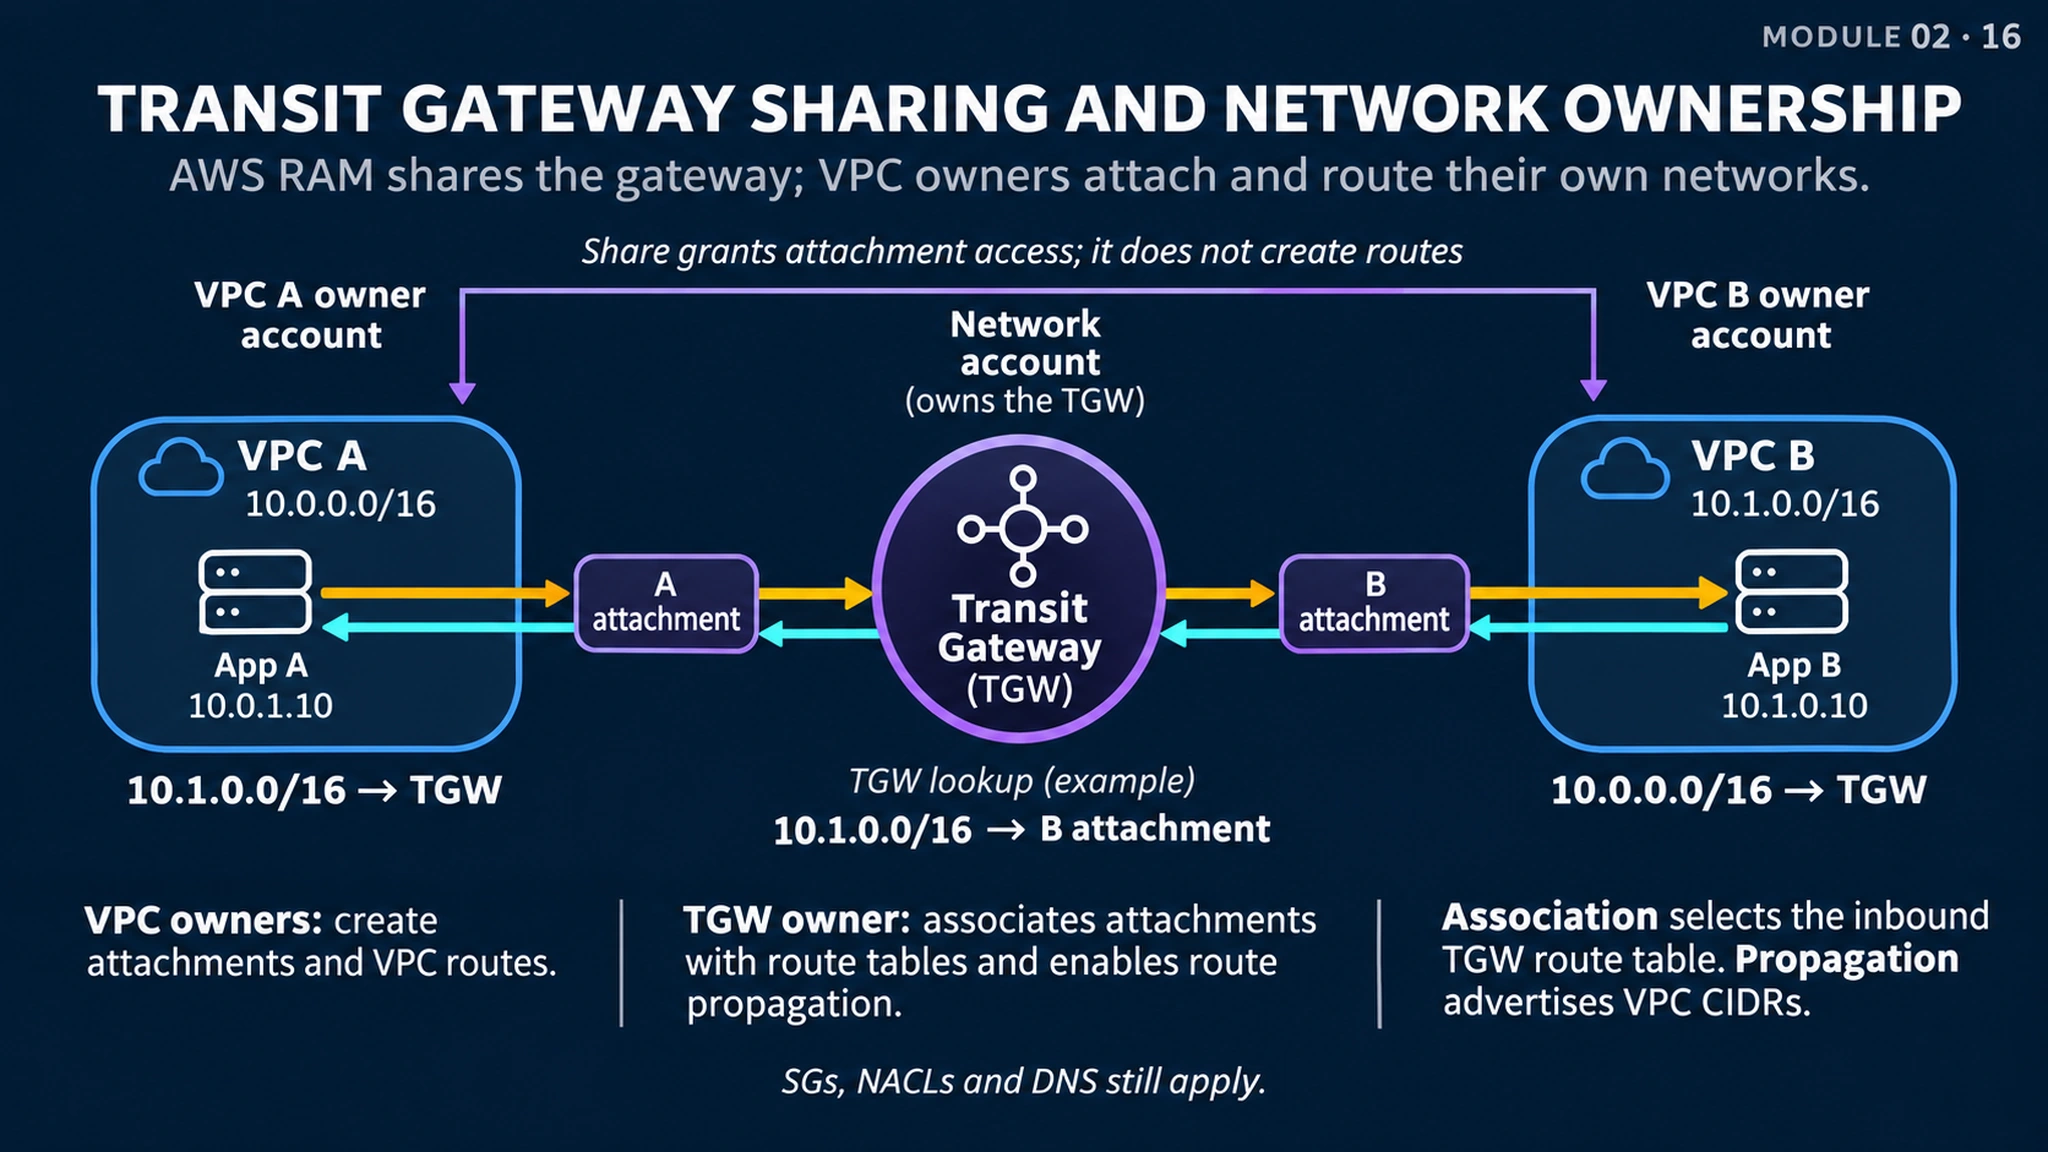 MODULE 02 · 16
TRANSIT GATEWAY SHARING AND NETWORK OWNERSHIP
AWS RAM shares the gateway; VPC owners attach and route their own networks.
Share grants attachment access; it does not create routes
VPC A owner
account
Network
account
(owns the TGW)
VPC B owner
account
VPC A
10.0.0.0/16
App A
10.0.1.10
A
attachment
Transit
Gateway
(TGW)
B
attachment
VPC B
10.1.0.0/16
App B
10.1.0.10
10.1.0.0/16 → TGW
TGW lookup (example)
10.1.0.0/16 → B attachment
10.0.0.0/16 → TGW
VPC owners: create
attachments and VPC routes.
TGW owner: associates attachments
with route tables and enables route
propagation.
Association selects the inbound
TGW route table. Propagation
advertises VPC CIDRs.
SGs, NACLs and DNS still apply.